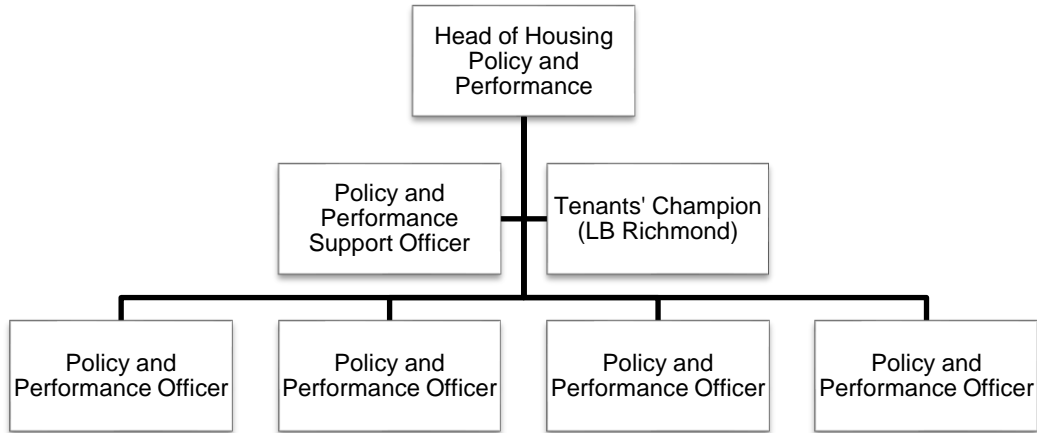 Head of Housing
Policy and
Performance
Policy and
Performance
Support Officer
Tenants' Champion
(LB Richmond)
Policy and
Performance Officer
Policy and
Performance Officer
Policy and
Performance Officer
Policy and
Performance Officer